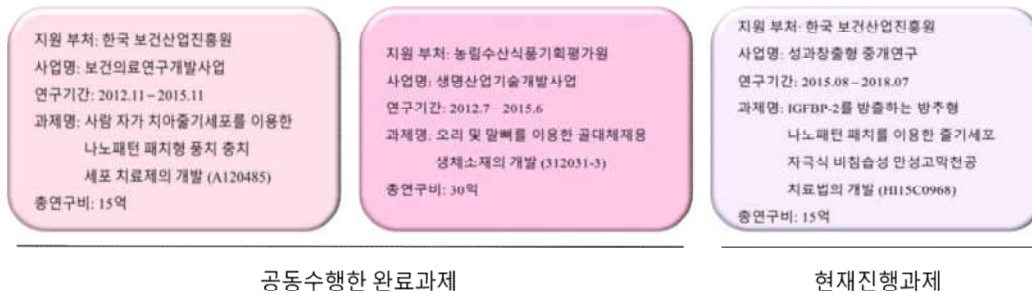 지원 부처: 한국 보건산업진흥원
사업명: 보건의료연구개발사업
연구기간: 2012.11 – 2015.11
과제명: 사람 자가 치아줄기세포를 이용한
나노패턴 패치형 풍치 충치
세포 치료제의 개발 (A120485)
총연구비: 15억
지원 부처: 농림수산식품기획평가원
사업명: 생명산업기술개발사업
연구기간: 2012.7 – 2015.6
과제명. 오리 및 말뼈를 이용한 골대체재용
생체소재의 개발 (312031-3)
총연구비: 30억
지원 부처: 한국 보건산업진흥원
사업명: 성과창출형 중개연구
연구기간: 2015.08 – 2018.07
과제명: IGFBP-2를 방출하는 방추형
나노패턴 패치를 이용한 줄기세포
자극식 비침습성 만성고막천공
치료법의 개발 (HI15C0968)
총연구비: 15억
공동수행한 완료과제
현재진행과제